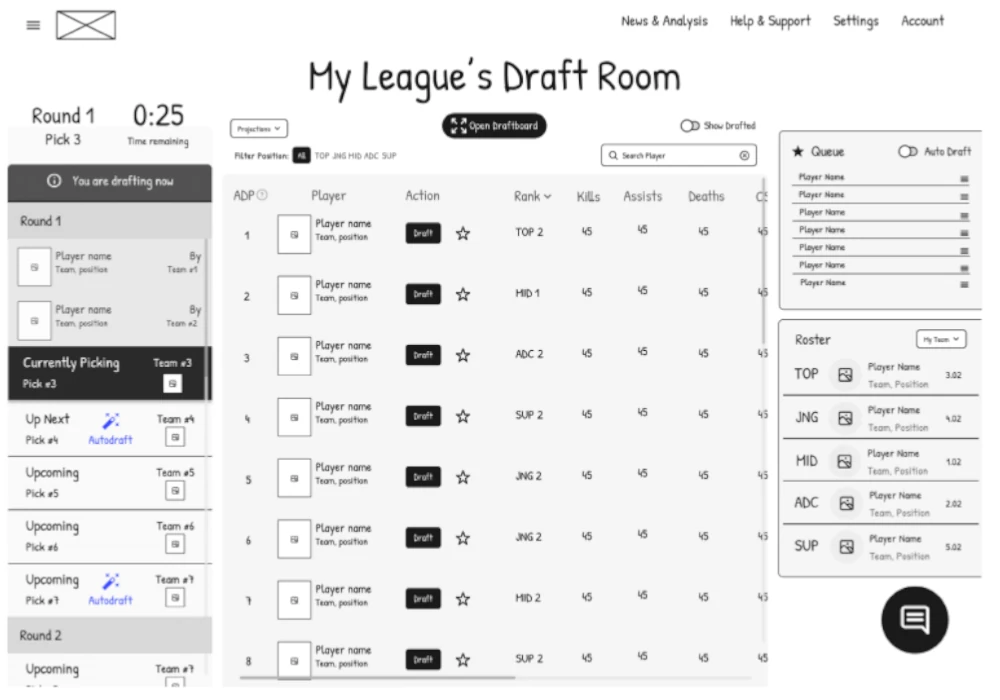 News & Analysis Help & Support Settings Account
My League's Draft Room
Round 1 0:25
Pick 3 Time remaining
You are drafting now
Round 1
Player name By
Team, position Team #1
Player name By
Team, position Team #2
Currently Picking Team #3
Pick #3
Up Next Team #4
Pick #4 Autodraft
Upcoming Team #5
Pick #5
Upcoming Team #6
Pick #6
Upcoming Team #7
Pick #7 Autodraft
Round 2
Upcoming Team #7
Projections Open Draftboard Show Drafted
Filter Position: All TOP JNG MID ADC SUP Search Player
ADP Player Action Rank Kills Assists Deaths CS
1 Player name Team, position Draft TOP 2 45 45 45 45
2 Player name Team, position Draft MID 1 45 45 45 45
3 Player name Team, position Draft ADC 2 45 45 45 45
4 Player name Team, position Draft SUP 2 45 45 45 45
5 Player name Team, position Draft JNG 2 45 45 45 45
6 Player name Team, position Draft JNG 2 45 45 45 45
7 Player name Team, position Draft MID 2 45 45 45 45
8 Player name Team, position Draft SUP 2 45 45 45 45
Queue Auto Draft
Player Name
Player Name
Player Name
Player Name
Player Name
Player Name
Player Name
Roster My Team
TOP Player Name Team, Position 3.02
JNG Player Name Team, Position 4.02
MID Player Name Team, Position 1.02
ADC Player Name Team, Position 2.02
SUP Player Name Team, Position 5.02